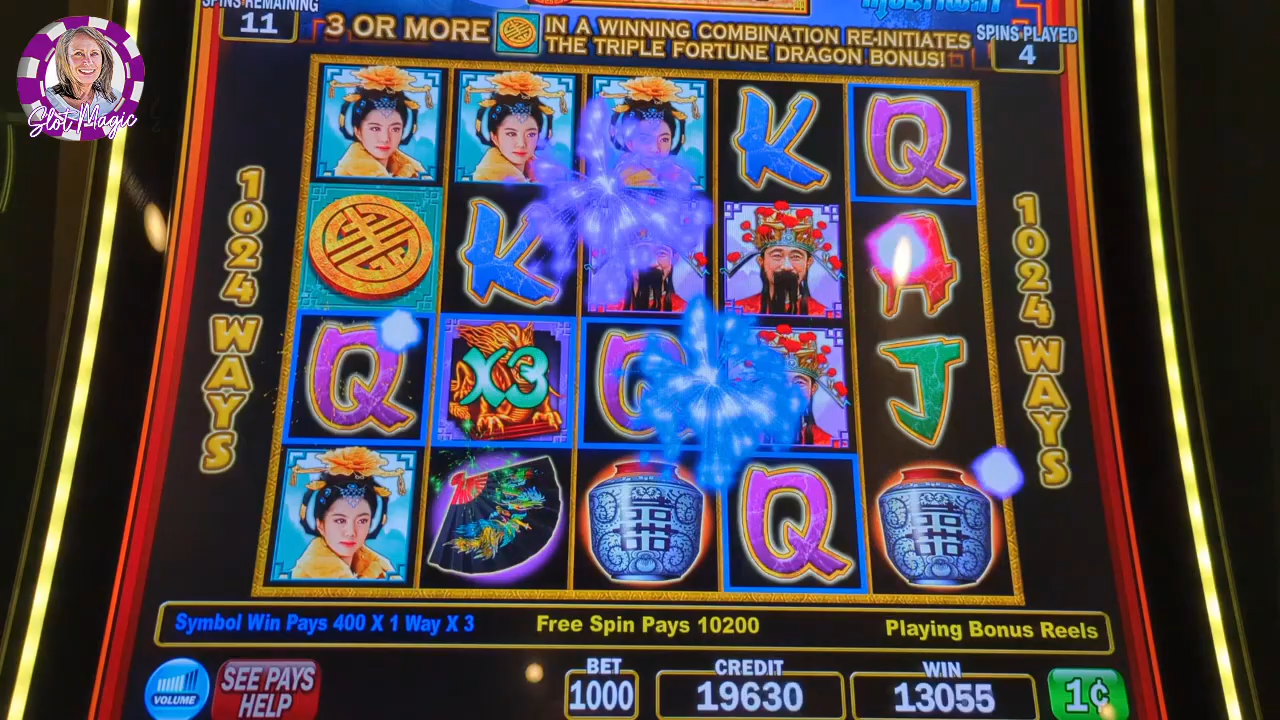 SPINS REMAINING
11
3 OR MORE
IN A WINNING COMBINATION RE-INITIATES
THE TRIPLE FORTUNE DRAGON BONUS!
SPINS PLAYED
4
Slot Magic
1024 WAYS
1024 WAYS
K
Q
K
A
Q
X3
Q
J
Q
Symbol Win Pays 400 X 1 Way X 3
Free Spin Pays 10200
Playing Bonus Reels
VOLUME
SEE PAYS
HELP
BET
1000
CREDIT
19630
WIN
13055
1¢